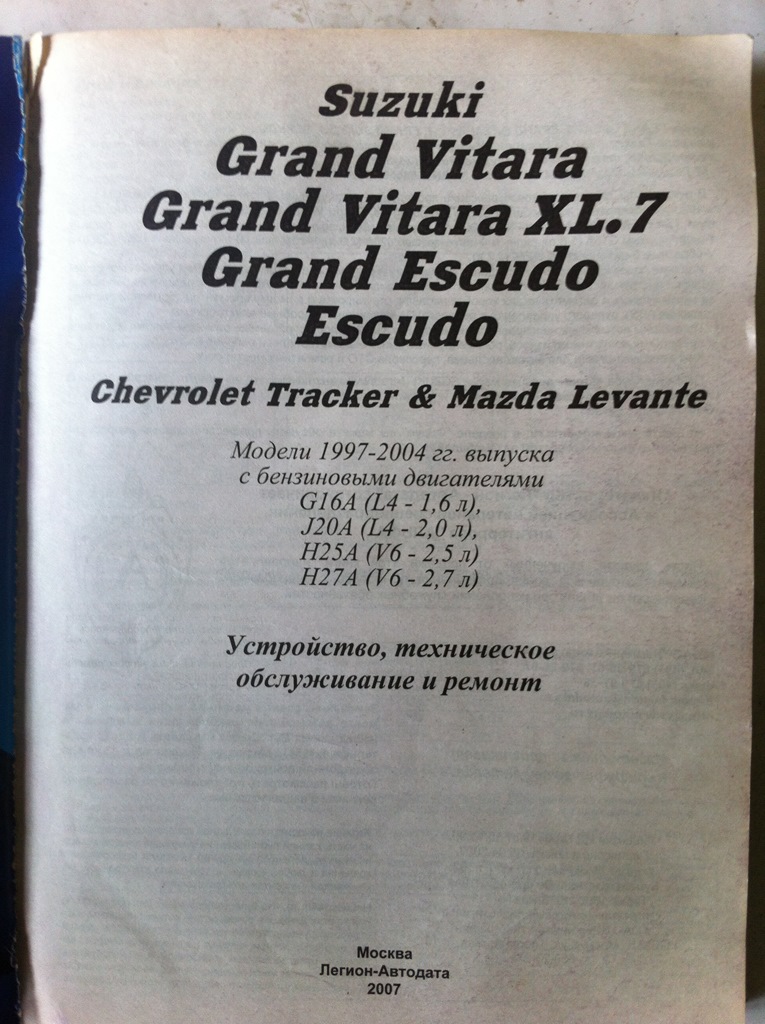 Suzuki
Grand Vitara
Grand Vitara XL.7
Grand Escudo
Escudo
Chevrolet Tracker & Mazda Levante
Модели 1997-2004 гг. выпуска
с бензиновыми двигателями
G16A (L4 - 1,6 л),
J20A (L4 - 2,0 л),
H25A (V6 - 2,5 л)
H27A (V6 - 2,7 л)
Устройство, техническое
обслуживание и ремонт
Москва
Легион-Автодата
2007